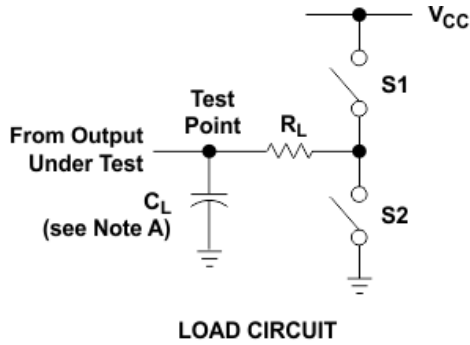 VCC
S1
Test
Point
RL
From Output
Under Test
CL
(see Note A)
S2
LOAD CIRCUIT